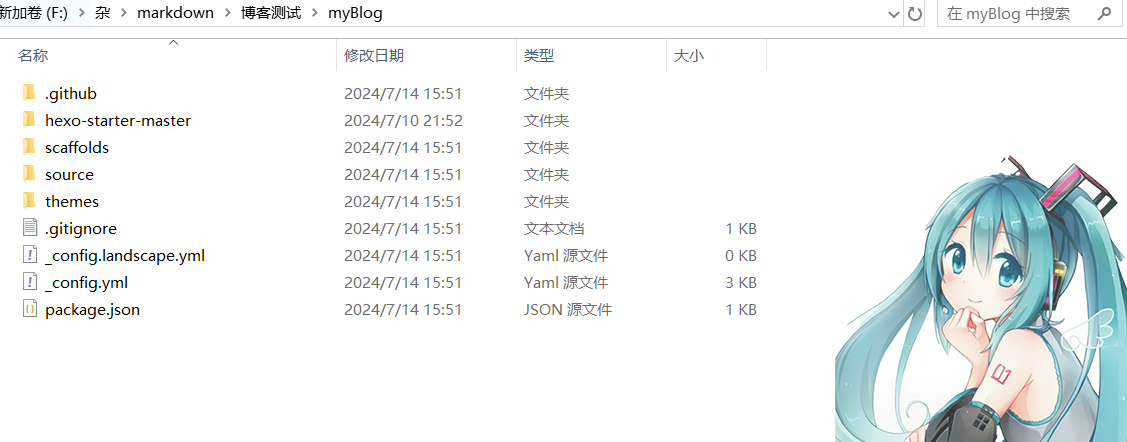 新加卷 (F:) > 杂 > markdown > 博客测试 > myBlog
在 myBlog 中搜索
名称 修改日期 类型 大小
.github 2024/7/14 15:51 文件夹
hexo-starter-master 2024/7/10 21:52 文件夹
scaffolds 2024/7/14 15:51 文件夹
source 2024/7/14 15:51 文件夹
themes 2024/7/14 15:51 文件夹
.gitignore 2024/7/14 15:51 文本文档 1 KB
_config.landscape.yml 2024/7/14 15:51 Yaml 源文件 0 KB
_config.yml 2024/7/14 15:51 Yaml 源文件 3 KB
package.json 2024/7/14 15:51 JSON 源文件 1 KB
01